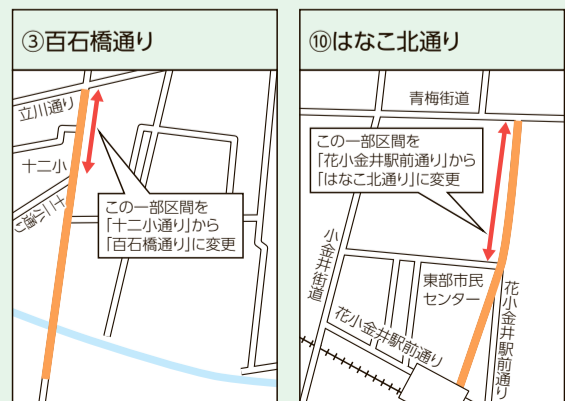 ③百石橋通り
立川通り
十二小
十二小通り
この一部区間を
「十二小通り」から
「百石橋通り」に変更
⑩はなこ北通り
青梅街道
この一部区間を
「花小金井駅前通り」から
「はなこ北通り」に変更
小金井街道
東部市民
センター
花小金井駅前通り
花小金井駅前通り